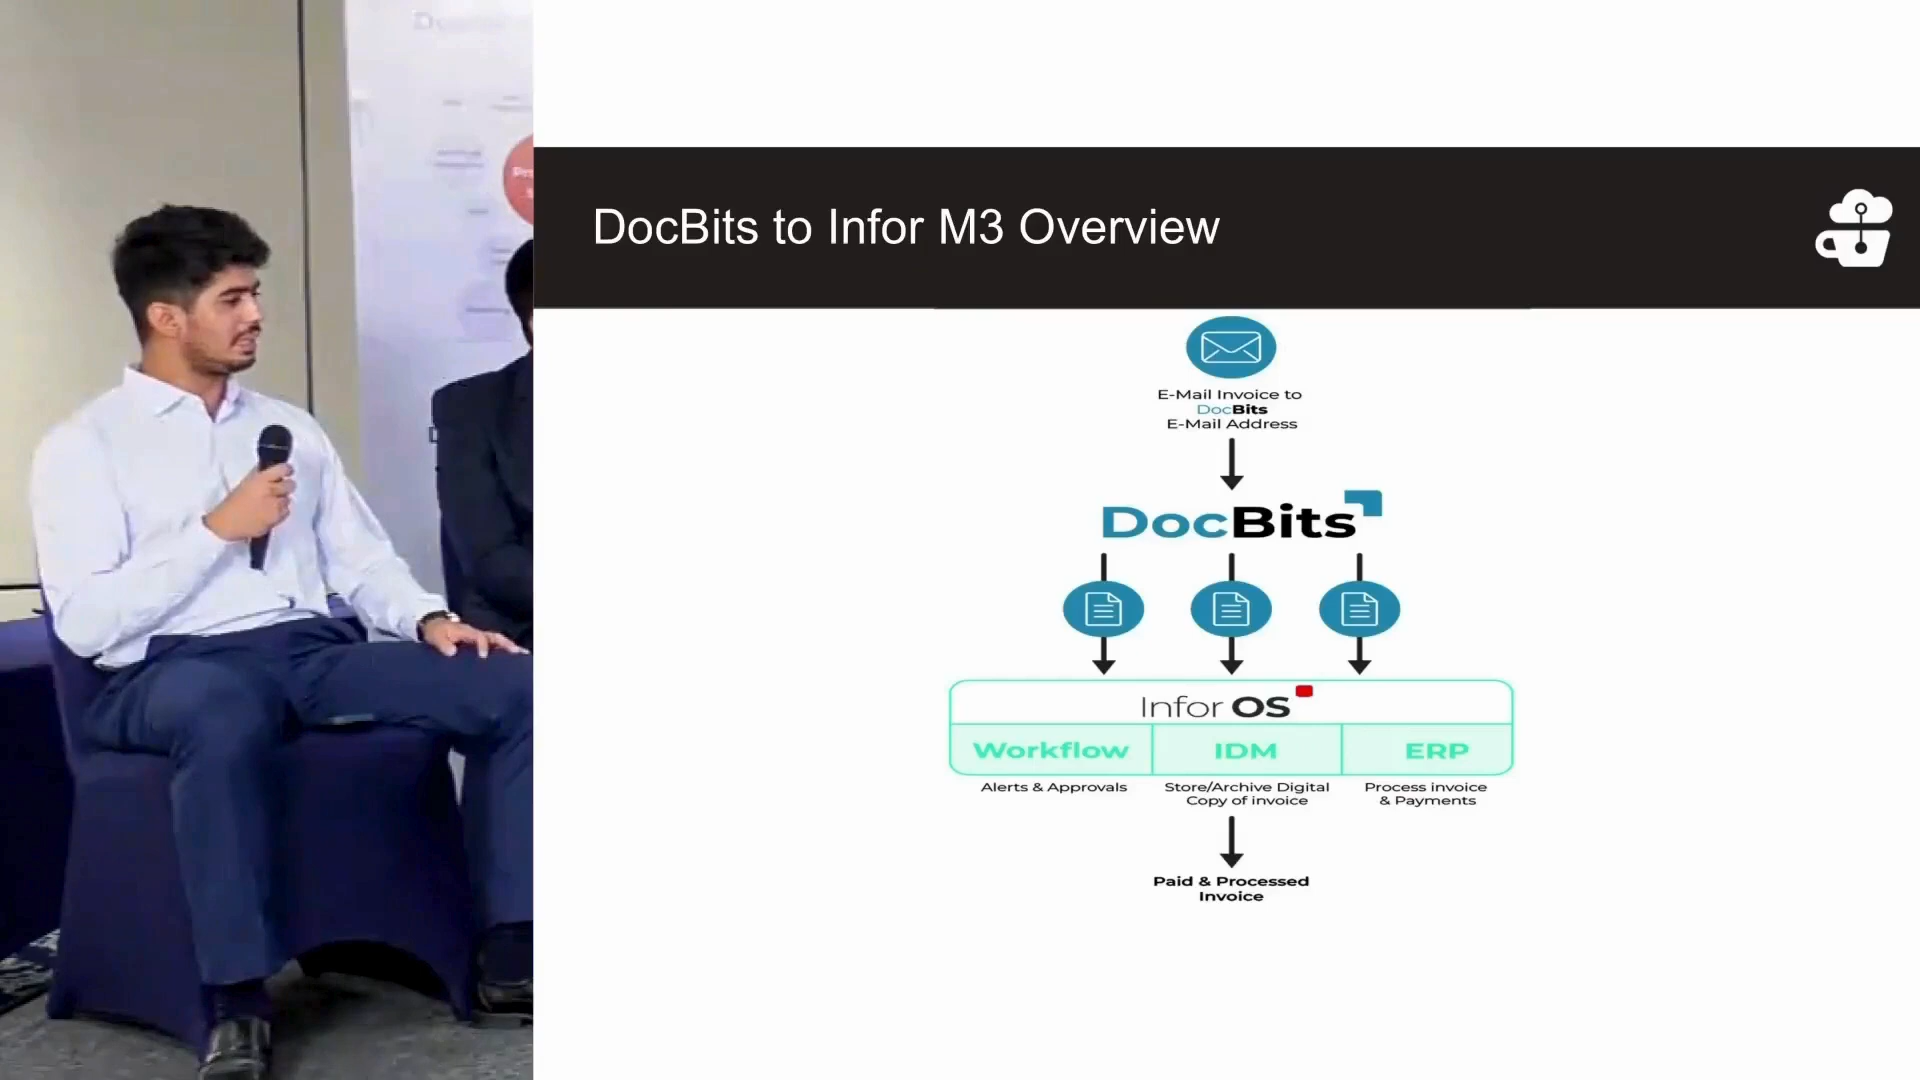 DocBits to Infor M3 Overview
E-Mail Invoice to
DocBits
E-Mail Address
DocBits
Infor OS
Workflow
IDM
ERP
Alerts & Approvals
Store/Archive Digital
Copy of invoice
Process invoice
& Payments
Paid & Processed
Invoice